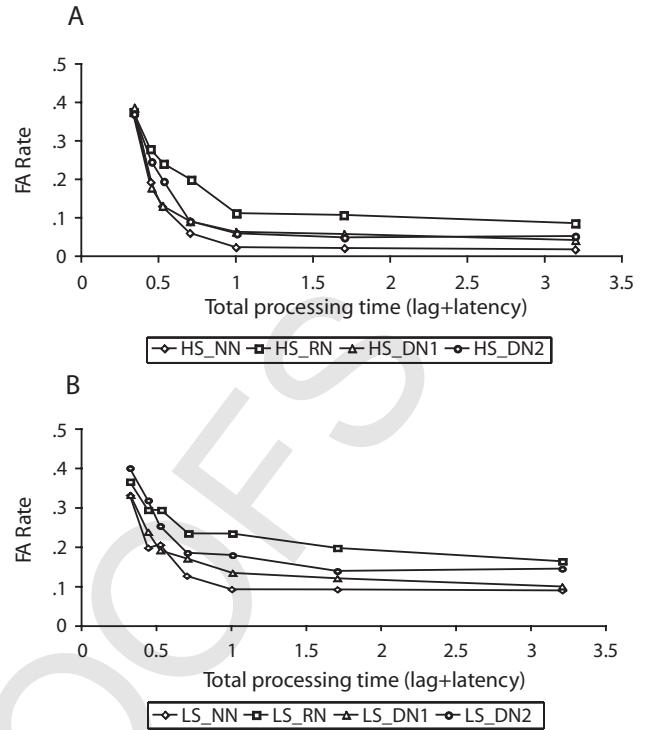 A
.5
.4
.3
.2
.1
0
FA Rate
0 0.5 1 1.5 2 2.5 3 3.5
Total processing time (lag+latency)
HS_NN HS_RN HS_DN1 HS_DN2
B
.5
.4
.3
.2
.1
0
FA Rate
0 0.5 1 1.5 2 2.5 3 3.5
Total processing time (lag+latency)
LS_NN LS_RN LS_DN1 LS_DN2
OOFS